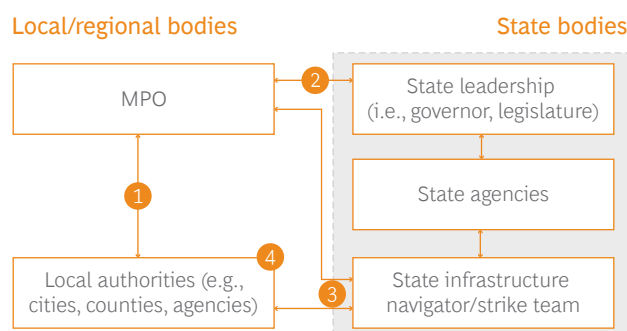 Local/regional bodies
State bodies
MPO
2
State leadership
(i.e., governor, legislature)
1
State agencies
4
Local authorities (e.g.,
cities, counties, agencies)
3
State infrastructure
navigator/strike team